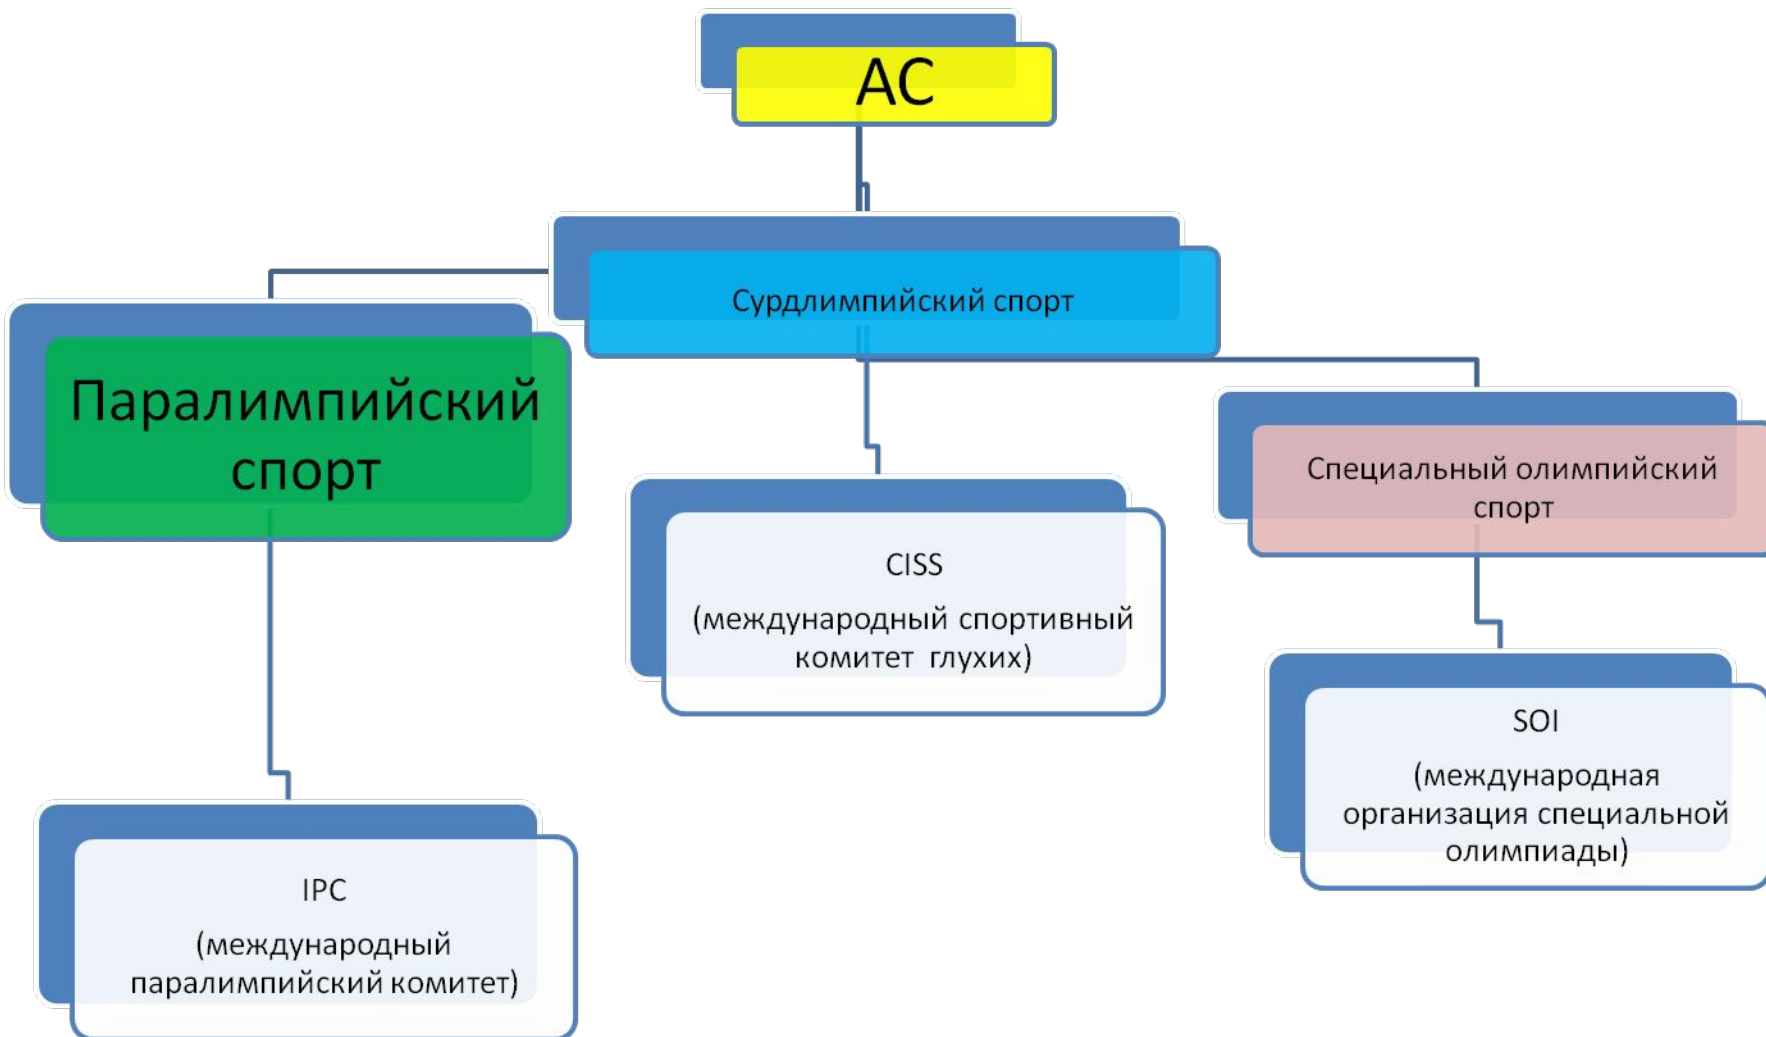 АС
Сурдлимпийский спорт
Паралимпийский
спорт
Специальный олимпийский
спорт
CISS
(международный спортивный
комитет глухих)
SOI
(международная
организация специальной
олимпиады)
IPC
(международный
паралимпийский комитет)